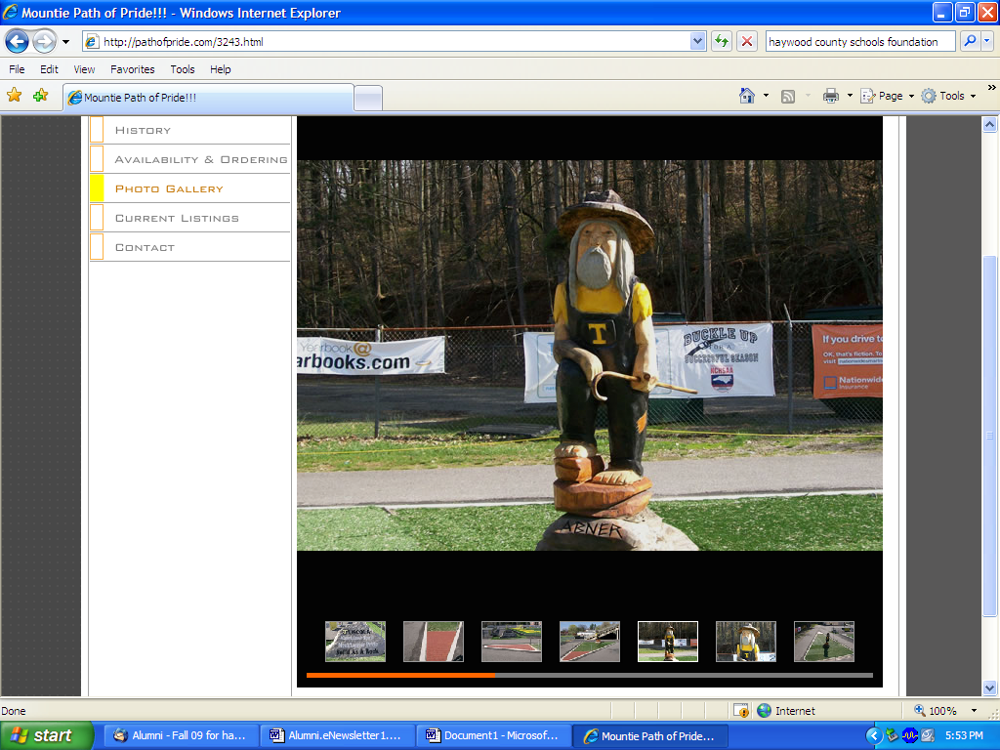 Mountie Path of Pride!!! - Windows Internet Explorer
http://pathofpride.com/3243.html
haywood county schools foundation
File Edit View Favorites Tools Help
Mountie Path of Pride!!!
Page
Tools
History
Availability & Ordering
Photo Gallery
Current Listings
Contact
Yearbook@
arbooks.com
T
BUCKLE UP
FOR A
SUCCESSFUL SEASON
NCHSAA
If you drive to
OK, that's fiction. To
visit
Nationwide
Insurance
ABNER
Done
Internet
100%
start
Alumni - Fall 09 for ha...
Alumni.eNewsletter1....
Document1 - Microsof...
Mountie Path of Pride...
5:53 PM